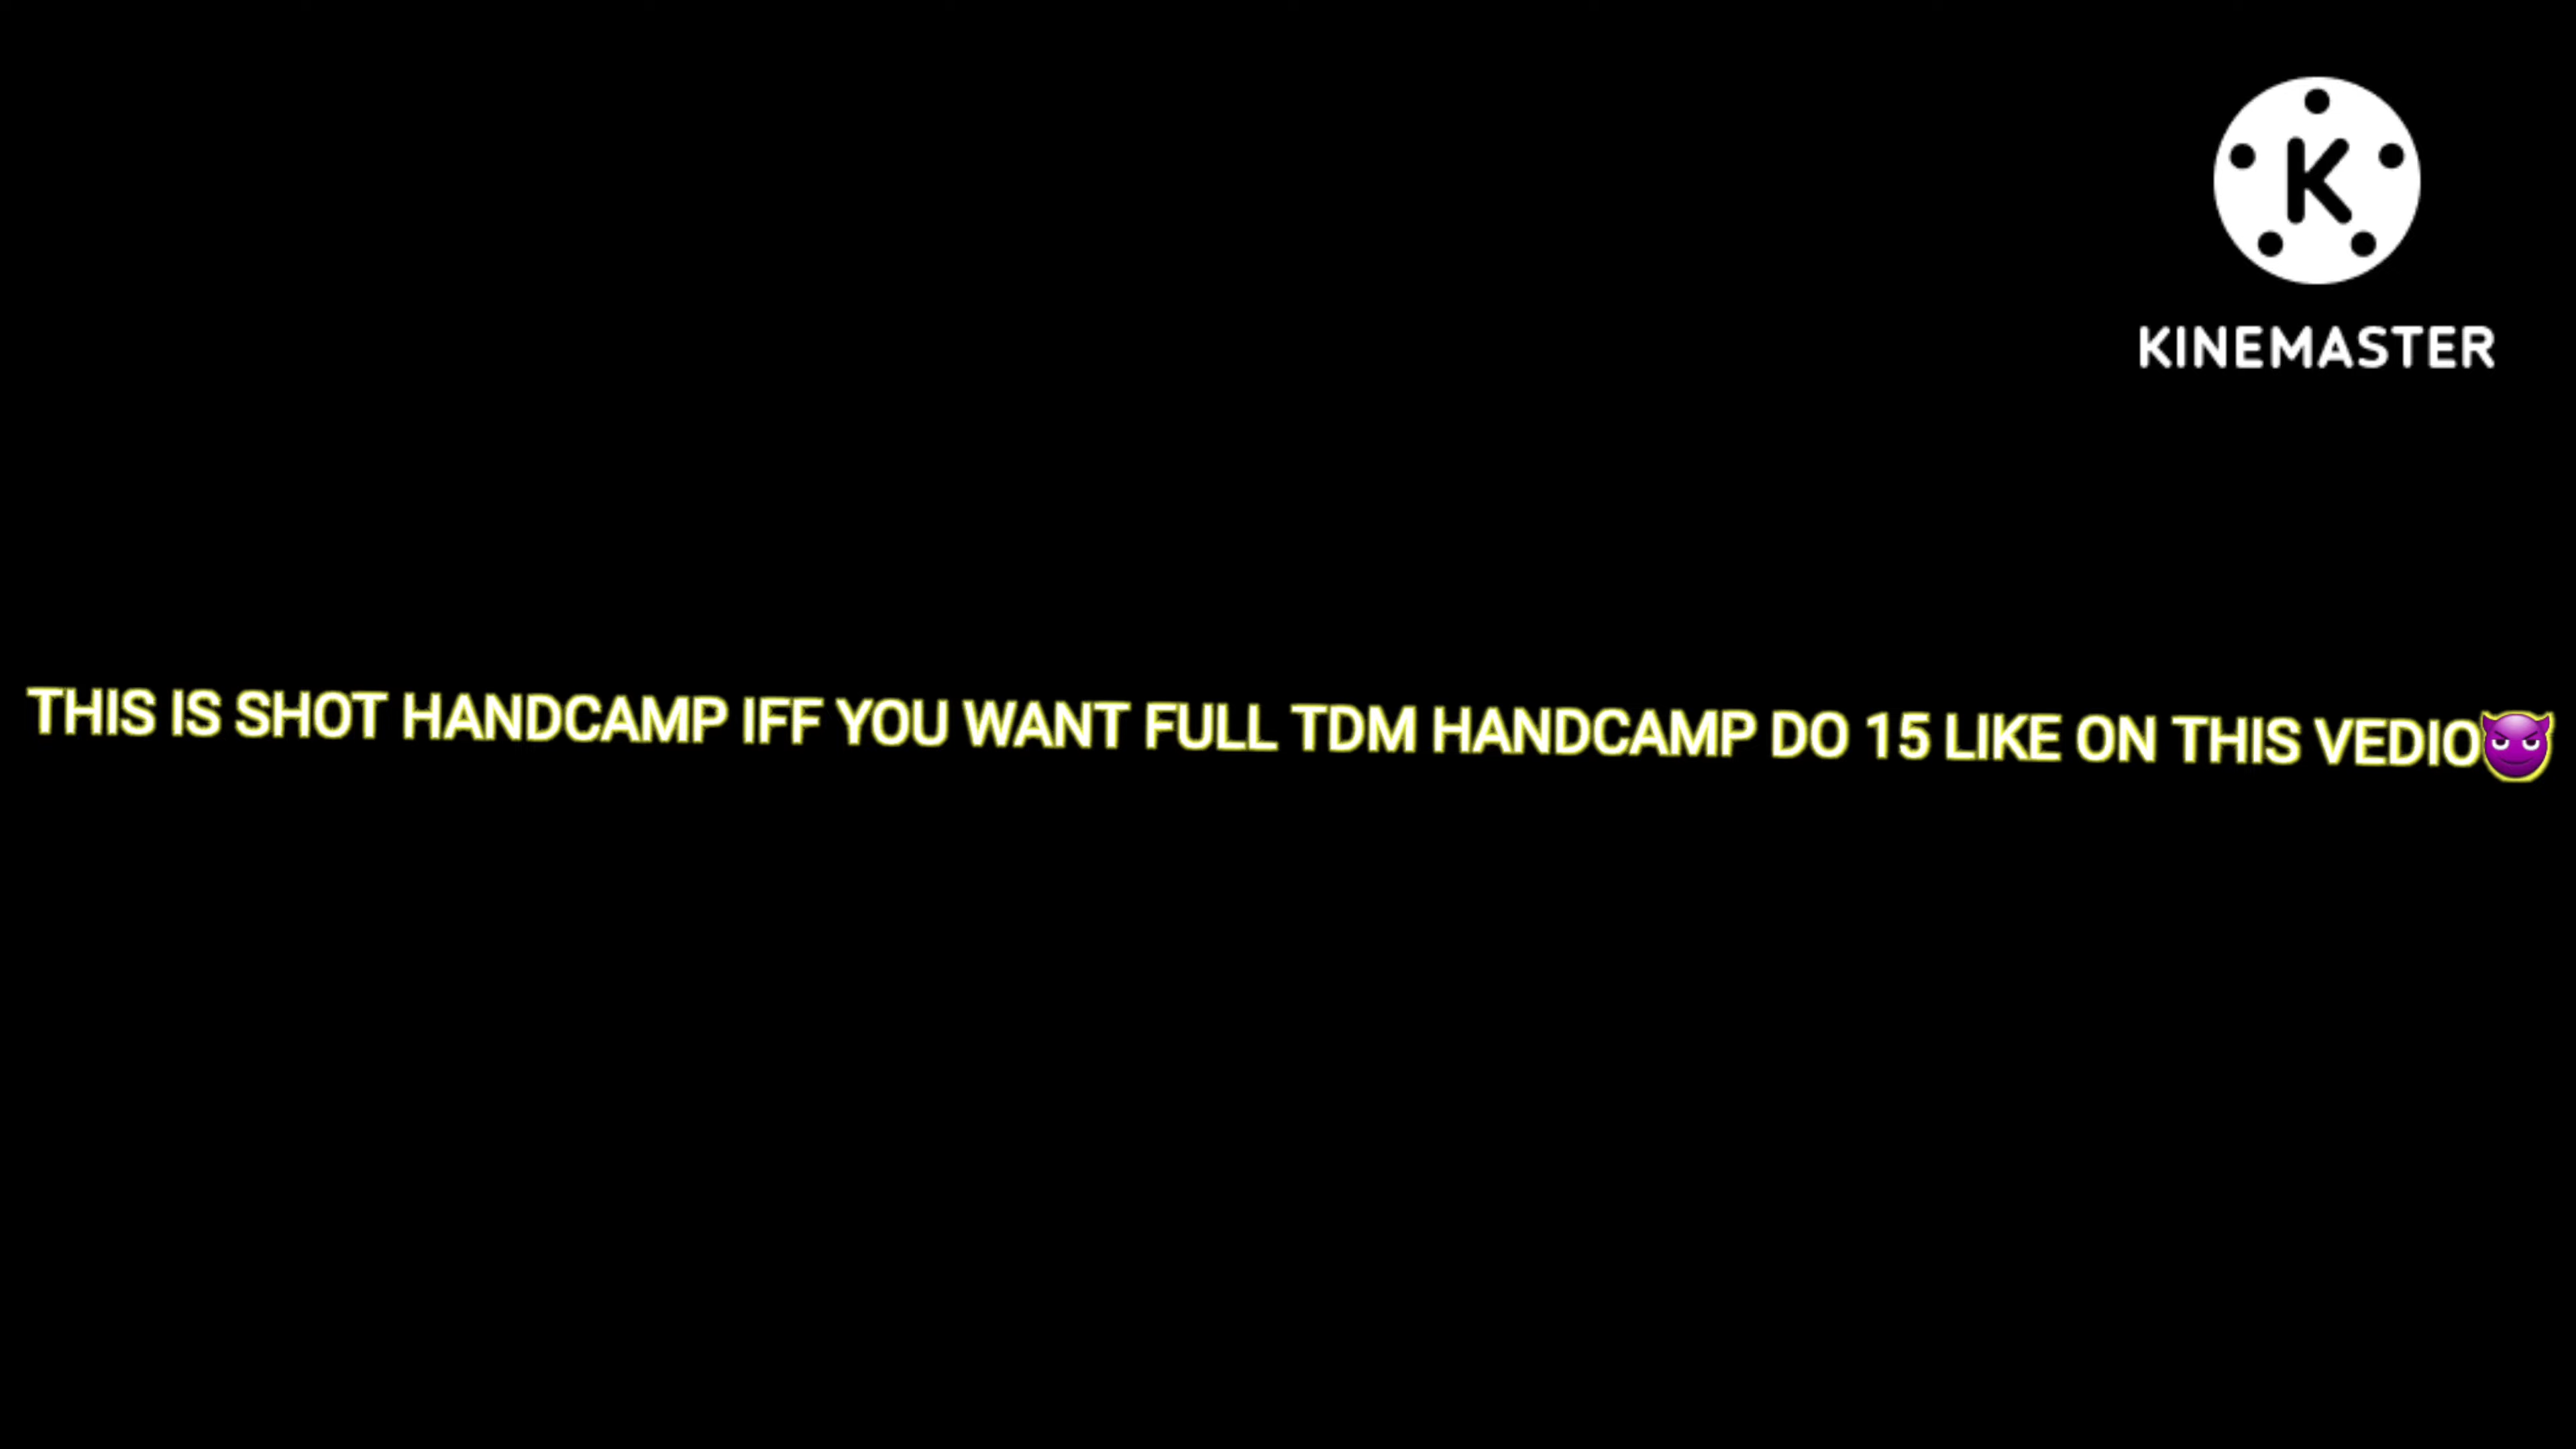 K
KINEMASTER
THIS IS SHOT HANDCAMP IFF YOU WANT FULL TDM HANDCAMP DO 15 LIKE ON THIS VEDIO😈